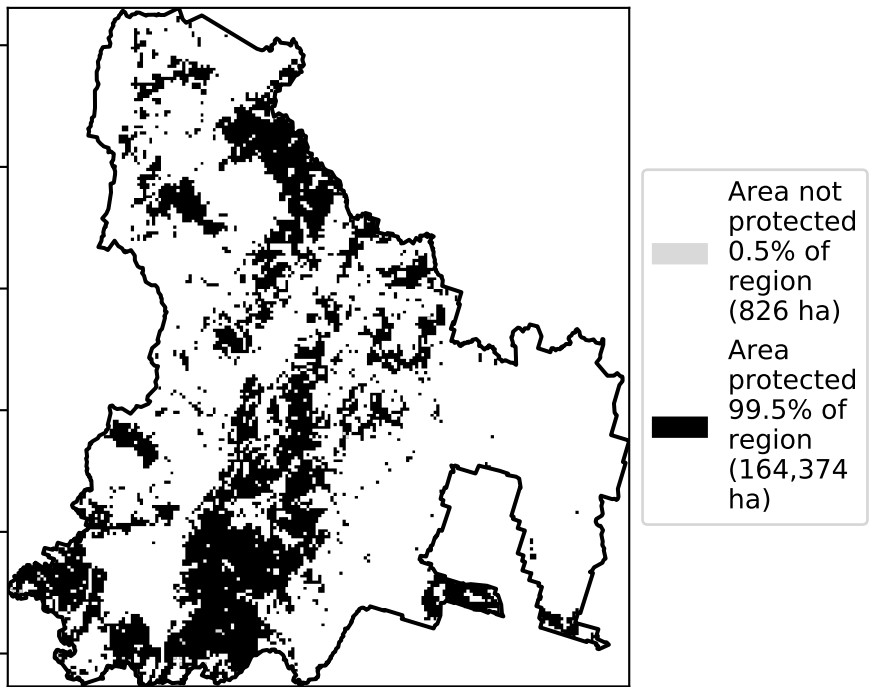 Area not
protected
0.5% of
region
(826 ha)
Area
protected
99.5% of
region
(164,374
ha)